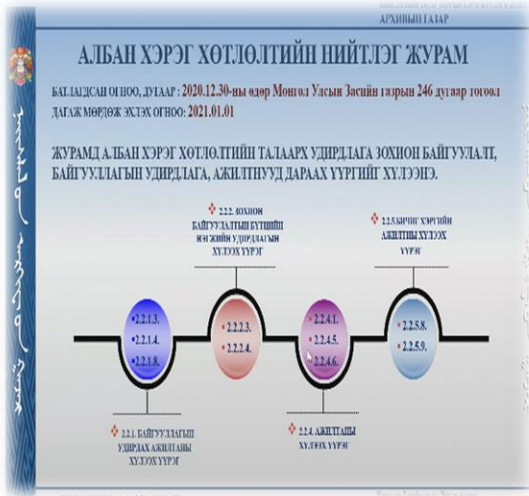 АРХИВЫН ГАЗАР
АЛБАН ХЭРЭГ ХӨТЛӨЛТИЙН НИЙТЛЭГ ЖУРАМ
БАТЛАГДСАН ОГНОО, ДУГААР : 2020.12.30-ны өдөр Монгол Улсын Засгийн газрын 246 дугаар тогтоол
ДАГАЖ МӨРДӨЖ ЭХЛЭХ ОГНОО: 2021.01.01
ЖУРАМД АЛБАН ХЭРЭГ ХӨТЛӨЛТИЙН ТАЛААРХ УДИРДЛАГА ЗОХИОН БАЙГУУЛАЛТ,
БАЙГУУЛЛАГЫН УДИРДЛАГА, АЖИЛТНУУД ДАРААХ ҮҮРГИЙГ ХҮЛЭЭНЭ.
2.2.2. ЗОХИОН
БАЙГУУЛАЛТЫН БҮТЦИЙН
НЭГЖИЙН УДИРДЛАГЫН
ХҮЛЭЭХ ҮҮРЭГ
2.2.5.БИЧИГ ХЭРГИЙН
АЖИЛТНЫ ХҮЛЭЭХ
ҮҮРЭГ
•2.2.1.3.
•2.2.1.4.
•2.2.1.8.
• 2.2.2.3.
• 2.2.2.4.
• 2.2.4.1.
• 2.2.4.5.
• 2.2.4.6.
• 2.2.5.8.
• 2.2.5.9.
2.2.1. БАЙГУУЛЛАГЫН
УДИРДАХ АЖИЛТАНЫ
ХҮЛЭЭХ ҮҮРЭГ
2.2.4. АЖИЛТАНЫ
ХҮЛЭЭХ ҮҮРЭГ